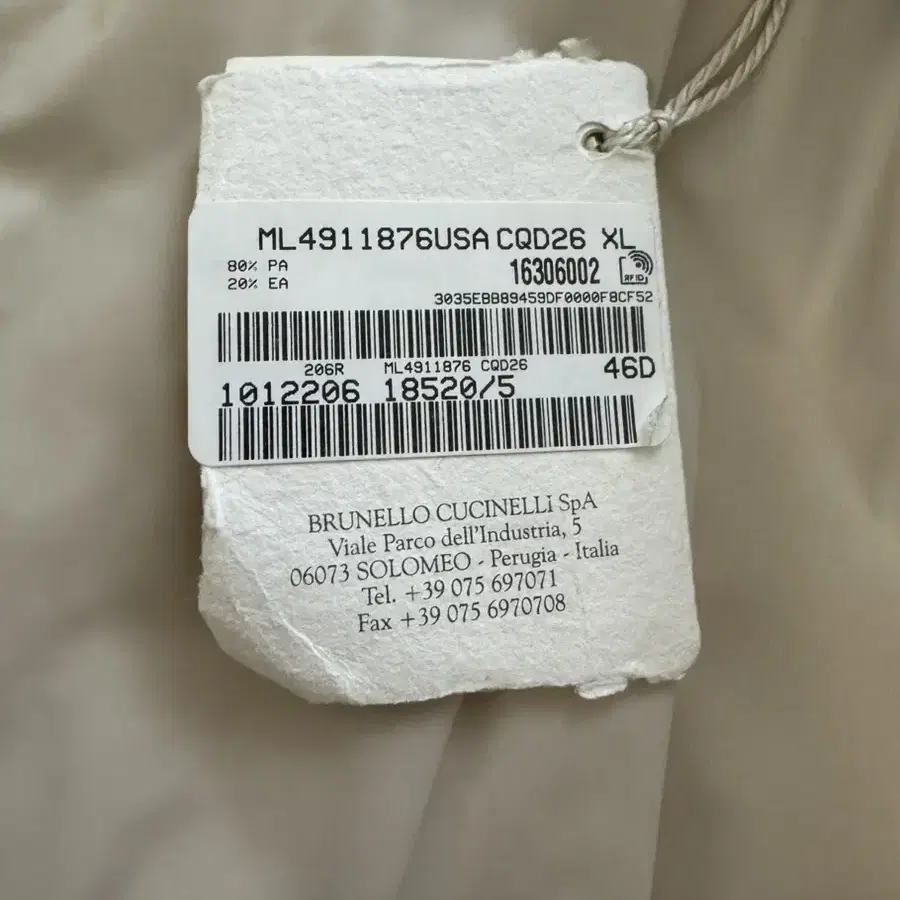 ML4911876USA CQD26 XL
80% PA
16306002
RFID
20% EA
3035EBB89459DF0000F8CF52
206R ML4911876 CQD26
46D
1012206 18520/5
BRUNELLO CUCINELLI SpA
Viale Parco dell'Industria, 5
06073 SOLOMEO - Perugia - Italia
Tel. +39 075 697071
Fax +39 075 6970708